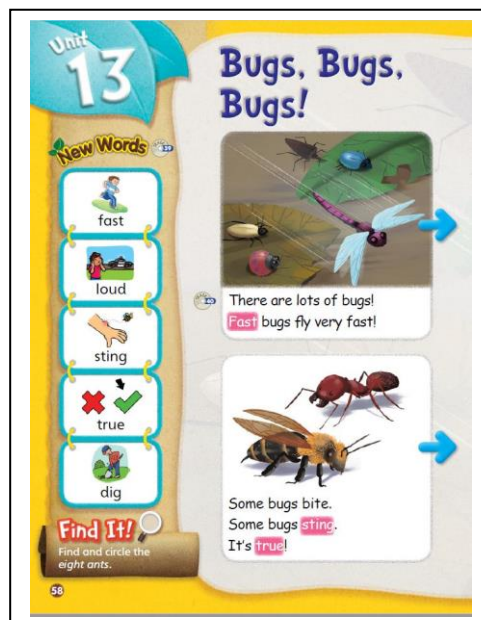 Unit
13
Bugs, Bugs,
Bugs!
New Words
39
fast
loud
sting
true
dig
There are lots of bugs!
Fast bugs fly very fast!
Some bugs bite.
Some bugs sting.
It's true!
Find It!
Find and circle the
eight ants.
58